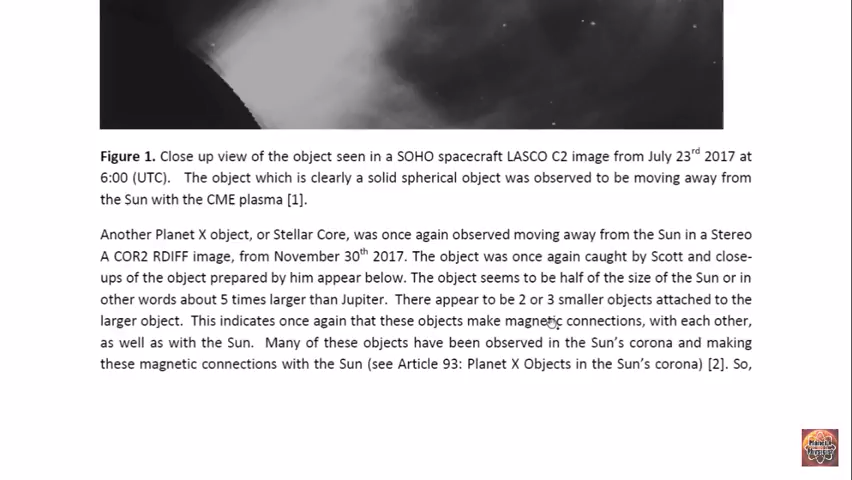 Figure 1. Close up view of the object seen in a SOHO spacecraft LASCO C2 image from July 23rd 2017 at
6:00 (UTC). The object which is clearly a solid spherical object was observed to be moving away from
the Sun with the CME plasma [1].
Another Planet X object, or Stellar Core, was once again observed moving away from the Sun in a Stereo
A COR2 RDIFF image, from November 30th 2017. The object was once again caught by Scott and close-
ups of the object prepared by him appear below. The object seems to be half of the size of the Sun or in
other words about 5 times larger than Jupiter. There appear to be 2 or 3 smaller objects attached to the
larger object. This indicates once again that these objects make magnetic connections, with each other,
as well as with the Sun. Many of these objects have been observed in the Sun's corona and making
these magnetic connections with the Sun (see Article 93: Planet X Objects in the Sun's corona) [2]. So,